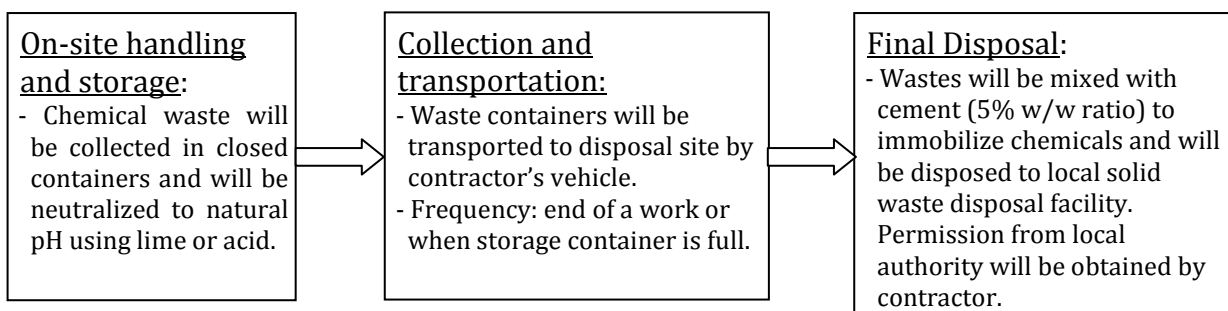 On-site handling
and storage:
- Chemical waste will
be collected in closed
containers and will be
neutralized to natural
pH using lime or acid.
Collection and
transportation:
- Waste containers will be
transported to disposal site by
contractor’s vehicle.
- Frequency: end of a work or
when storage container is full.
Final Disposal:
- Wastes will be mixed with
cement (5% w/w ratio) to
immobilize chemicals and will
be disposed to local solid
waste disposal facility.
Permission from local
authority will be obtained by
contractor.